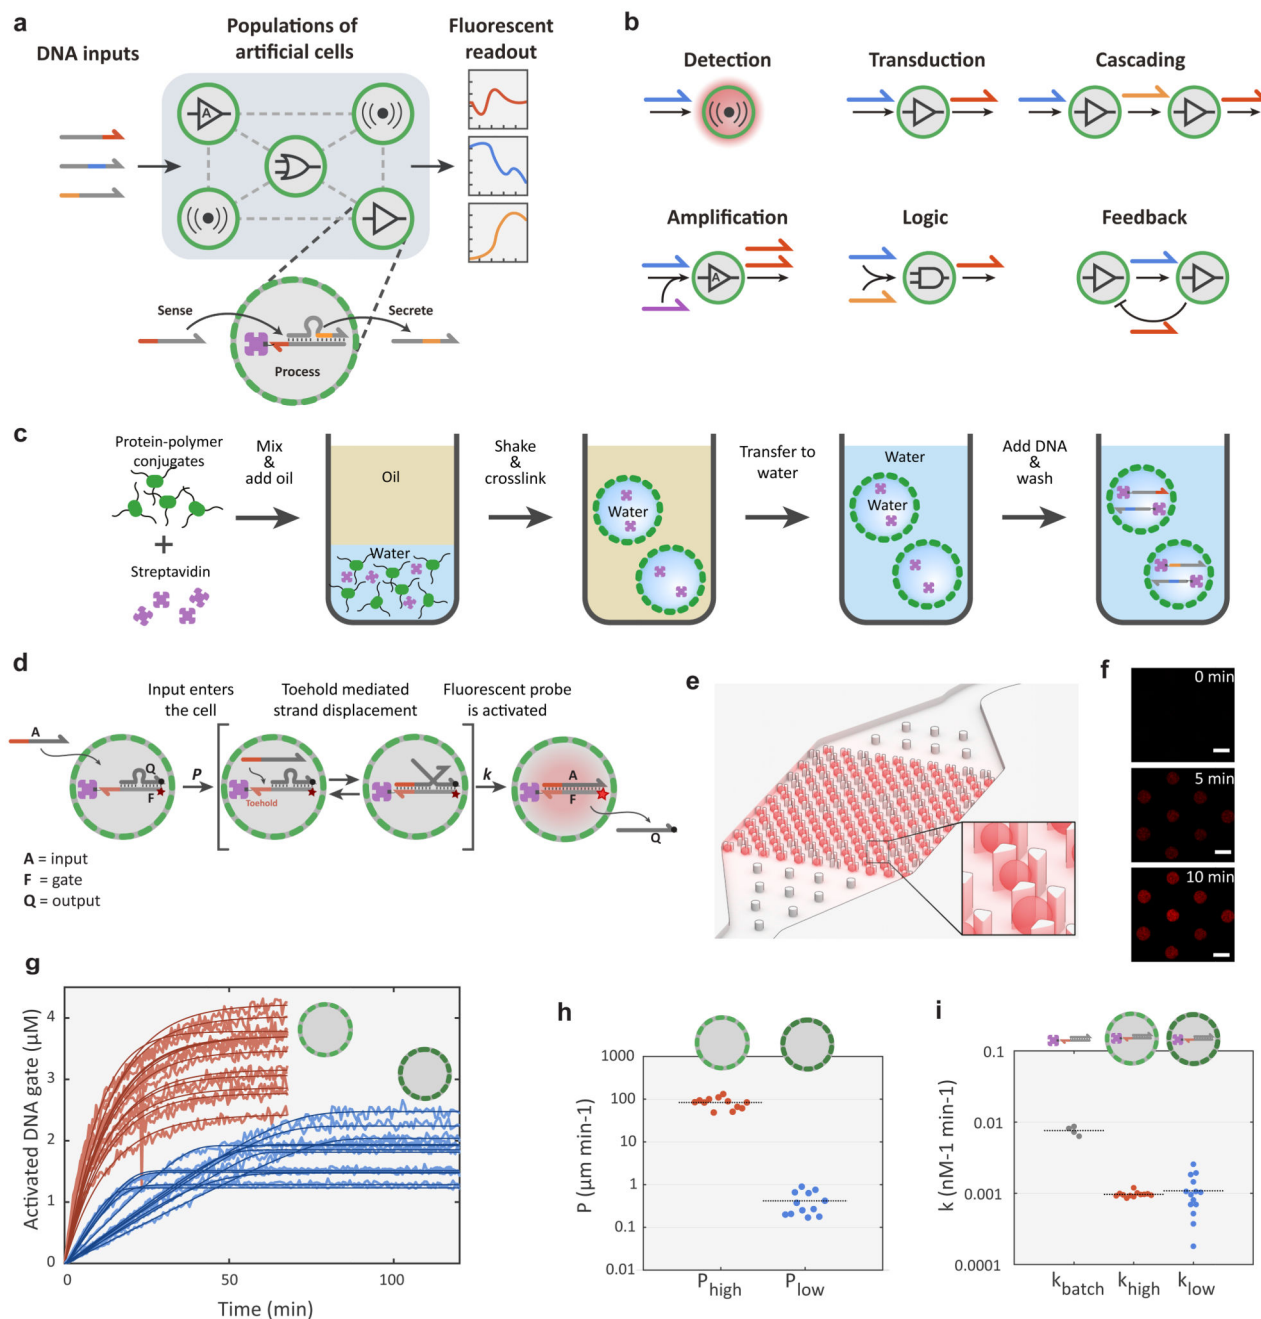 a
DNA inputs
Populations of
artificial cells
Fluorescent
readout
A
Sense
Secrete
Process
b
Detection
Transduction
Cascading
Amplification
Logic
Feedback
A
c
Protein-polymer
conjugates
+
Streptavidin
Mix
&
add oil
Oil
Water
Shake
&
crosslink
Water
Transfer to
water
Water
Water
Add DNA
&
wash
d
Input enters
the cell
Toehold mediated
strand displacement
Fluorescent probe
is activated
A
Q
F
P
Toehold
k
A
F
Q
A = input
F = gate
Q = output
e
f
0 min
5 min
10 min
g
Activated DNA gate (µM)
4
3
2
1
0
0
50
100
Time (min)
h
P (µm min-1)
1000
100
10
1
0.1
0.01
Phigh
Plow
i
k (nM-1 min-1)
0.1
0.01
0.001
0.0001
kbatch
khigh
klow